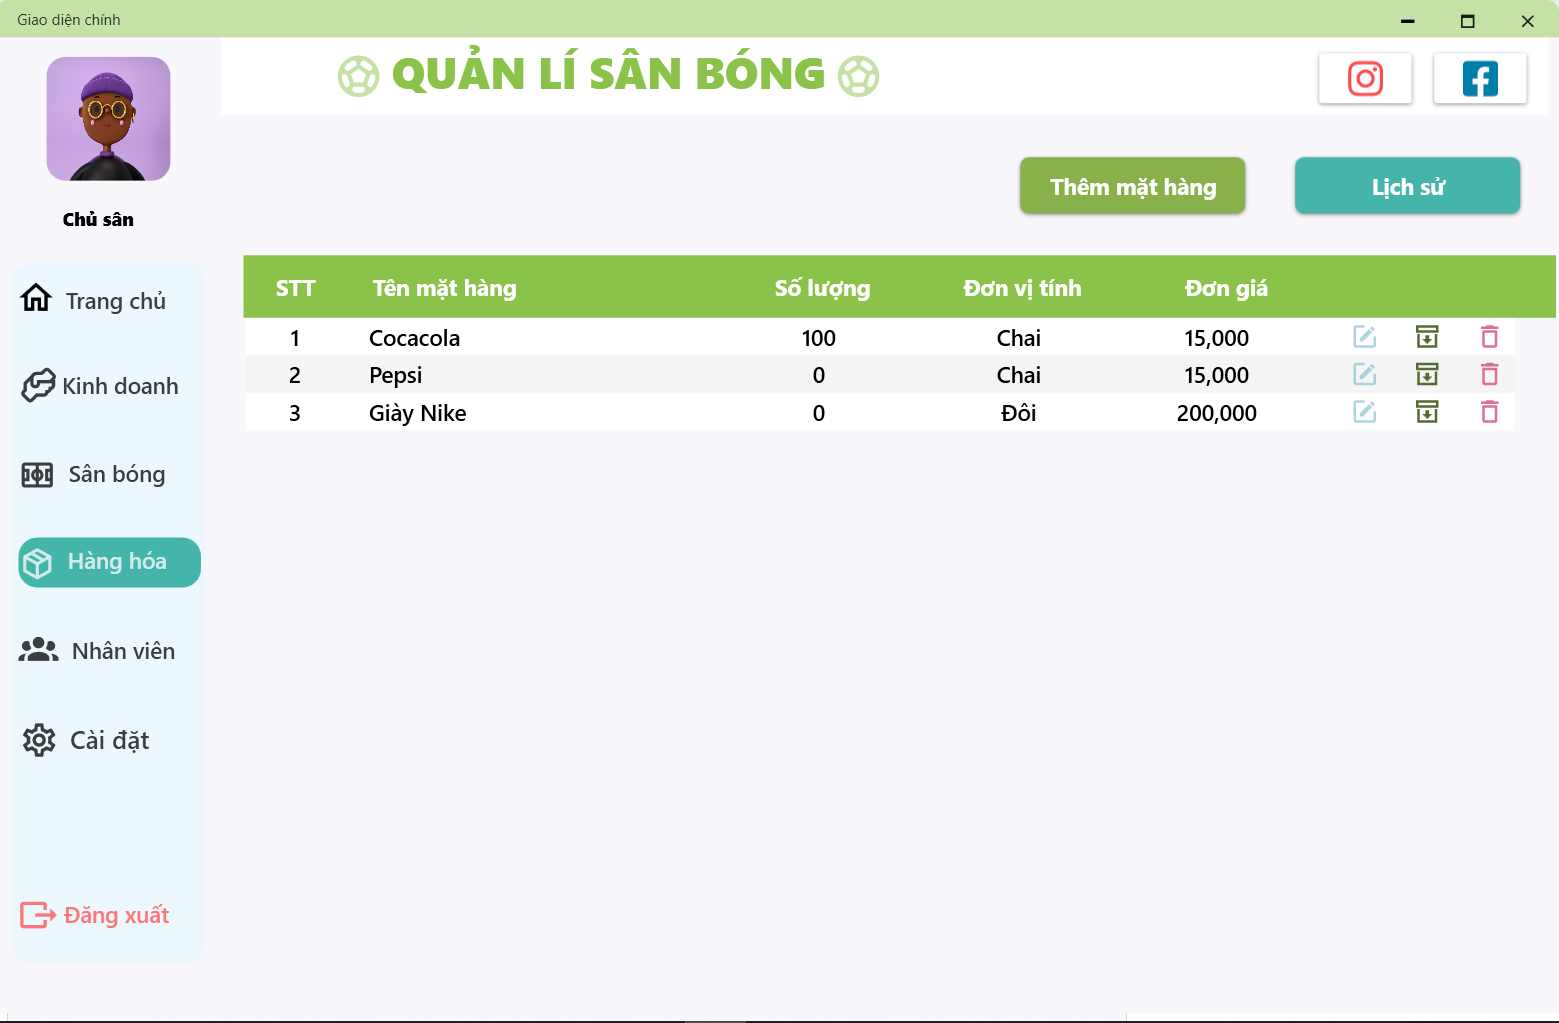 Giao diện chính
QUẢN LÍ SÂN BÓNG
Chủ sân
Thêm mặt hàng
Lịch sử
Trang chủ
Kinh doanh
Sân bóng
Hàng hóa
Nhân viên
Cài đặt
Đăng xuất
STT Tên mặt hàng Số lượng Đơn vị tính Đơn giá
1 Cocacola 100 Chai 15,000
2 Pepsi 0 Chai 15,000
3 Giày Nike 0 Đôi 200,000